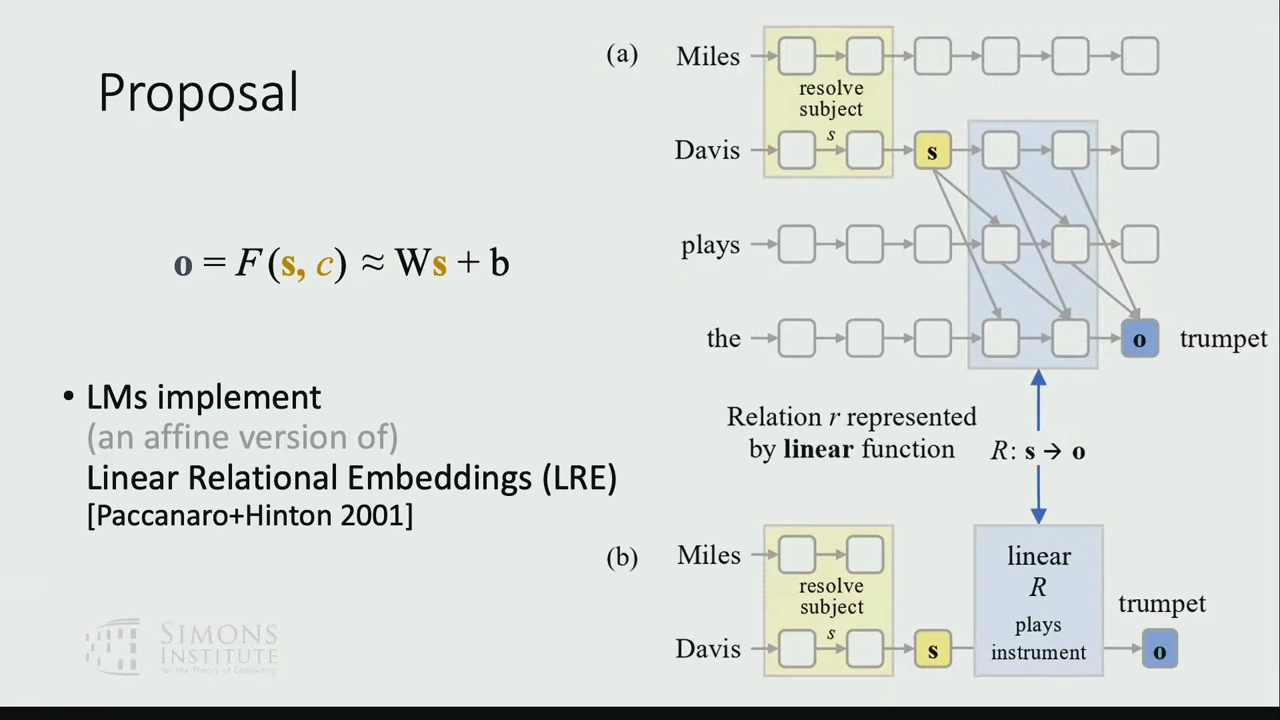 Proposal
o = F(s, c) ≈ Ws + b
• LMs implement
(an affine version of)
Linear Relational Embeddings (LRE)
[Paccanaro+Hinton 2001]
SIMONS
INSTITUTE
for the Theory of Computing
(a)
Miles
resolve
subject
s
Davis
s
plays
the
o
trumpet
Relation r represented
by linear function
R: s → o
(b)
Miles
resolve
subject
s
Davis
s
linear
R
plays
instrument
trumpet
o